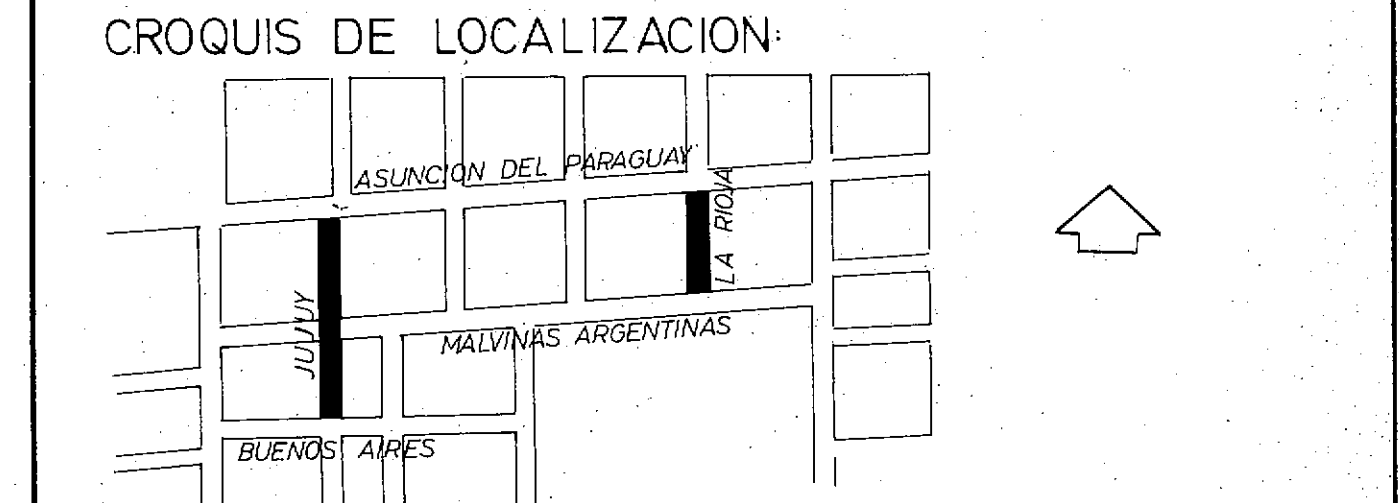 CROQUIS DE LOCALIZACION:
ASUNCION DEL PARAGUAY
LA RIOJA
JUJUY
MALVINAS ARGENTINAS
BUENOS AIRES